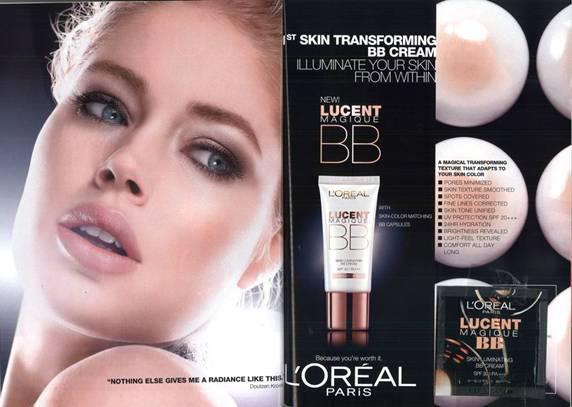 "NOTHING ELSE GIVES ME A RADIANCE LIKE THIS."
Doutzen Kroes
1ST SKIN TRANSFORMING
BB CREAM
ILLUMINATE YOUR SKIN
FROM WITHIN
NEW!
LUCENT
MAGIQUE
BB
L'ORÉAL
PARIS
LUCENT
MAGIQUE
BB
SKIN ILLUMINATING
BB CREAM
WITH
SKIN-COLOR MATCHING
BB CAPSULES
Because you're worth it.
L'ORÉAL
PARIS
A MAGICAL TRANSFORMING
TEXTURE THAT ADAPTS TO
YOUR SKIN COLOR
■ PORES MINIMIZED
■ SKIN TEXTURE SMOOTHED
■ SPOTS COVERED
■ FINE LINES CORRECTED
■ SKIN TONE UNIFIED
■ UV PROTECTION SPF 20+++
■ 24HR HYDRATION
■ BRIGHTNESS REVEALED
■ LIGHT-FEEL TEXTURE
■ COMFORT ALL DAY
LONG
L'ORÉAL
PARIS
LUCENT
MAGIQUE
BB
SKIN ILLUMINATING
BB CREAM